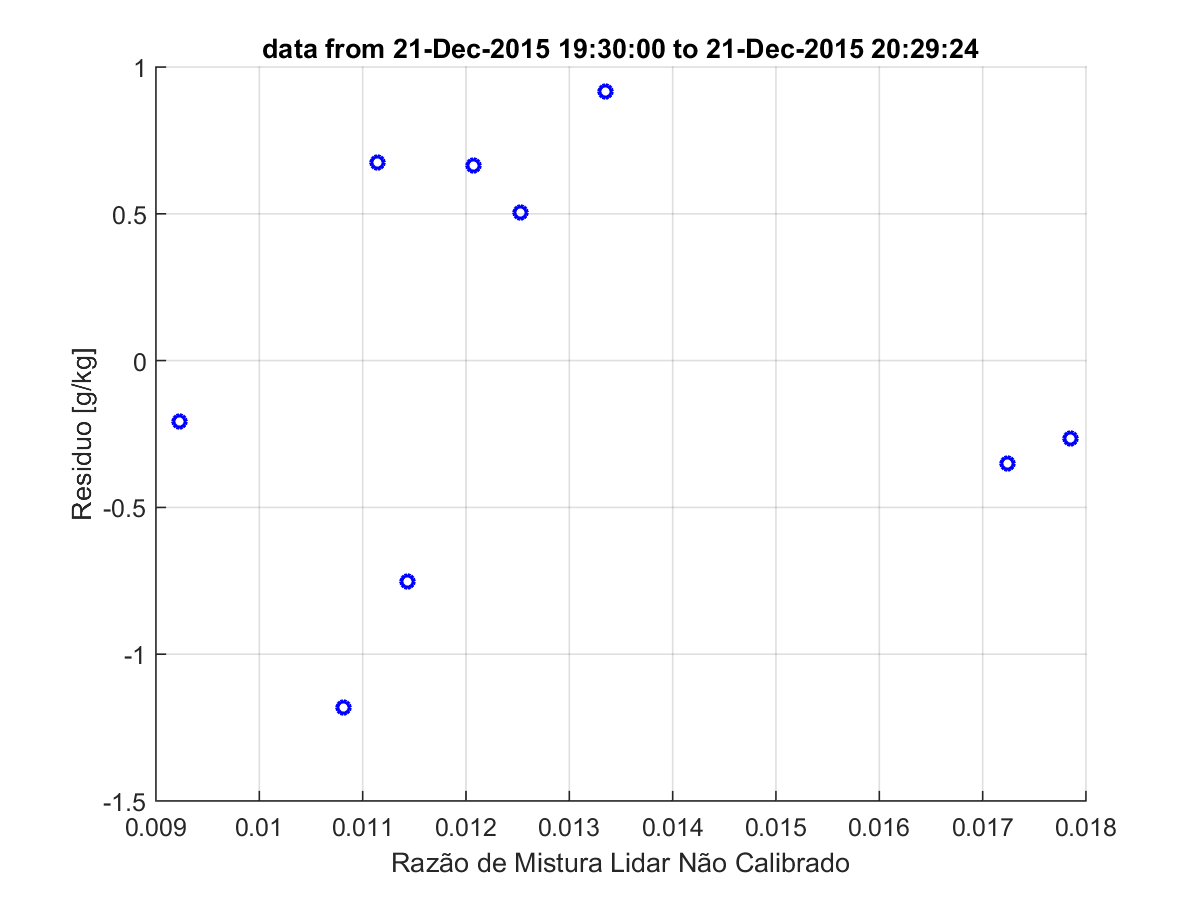 data from 21-Dec-2015 19:30:00 to 21-Dec-2015 20:29:24
1
0.5
0
-0.5
-1
-1.5
Residuo [g/kg]
0.009 0.01 0.011 0.012 0.013 0.014 0.015 0.016 0.017 0.018
Razão de Mistura Lidar Não Calibrado